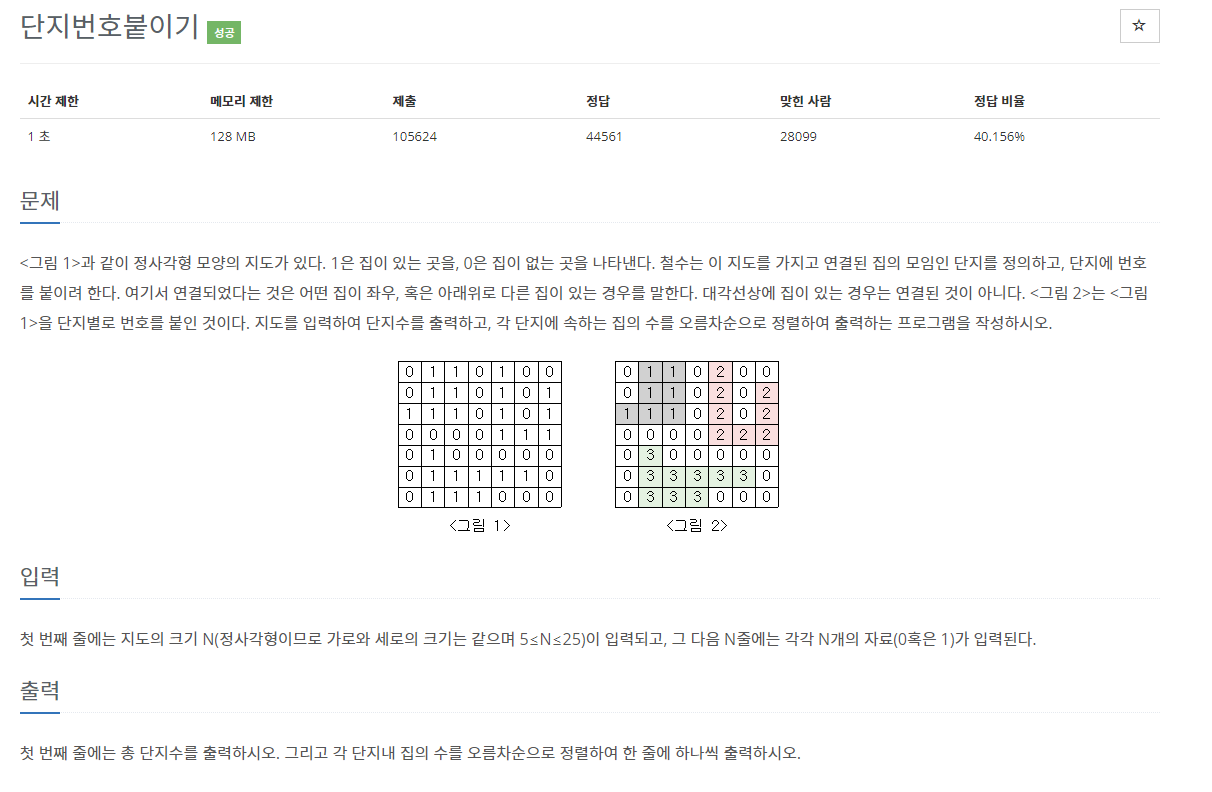 단지번호붙이기 성공
☆
시간 제한 메모리 제한 제출 정답 맞힌 사람 정답 비율
1 초 128 MB 105624 44561 28099 40.156%
문제
<그림 1>과 같이 정사각형 모양의 지도가 있다. 1은 집이 있는 곳을, 0은 집이 없는 곳을 나타낸다. 철수는 이 지도를 가지고 연결된 집의 모임인 단지를 정의하고, 단지에 번호
를 붙이려 한다. 여기서 연결되었다는 것은 어떤 집이 좌우, 혹은 아래위로 다른 집이 있는 경우를 말한다. 대각선상에 집이 있는 경우는 연결된 것이 아니다. <그림 2>는 <그림
1>을 단지별로 번호를 붙인 것이다. 지도를 입력하여 단지수를 출력하고, 각 단지에 속하는 집의 수를 오름차순으로 정렬하여 출력하는 프로그램을 작성하시오.
0 1 1 0 1 0 0
0 1 1 0 1 0 1
1 1 1 0 1 0 1
0 0 0 0 1 1 1
0 1 0 0 0 0 0
0 1 1 1 1 1 0
0 1 1 1 0 0 0
<그림 1>
0 1 1 0 2 0 0
0 1 1 0 2 0 2
1 1 1 0 2 0 2
0 0 0 0 2 2 2
0 3 0 0 0 0 0
0 3 3 3 3 3 0
0 3 3 3 0 0 0
<그림 2>
입력
첫 번째 줄에는 지도의 크기 N(정사각형이므로 가로와 세로의 크기는 같으며 5≤N≤25)이 입력되고, 그 다음 N줄에는 각각 N개의 자료(0혹은 1)가 입력된다.
출력
첫 번째 줄에는 총 단지수를 출력하시오. 그리고 각 단지내 집의 수를 오름차순으로 정렬하여 한 줄에 하나씩 출력하시오.